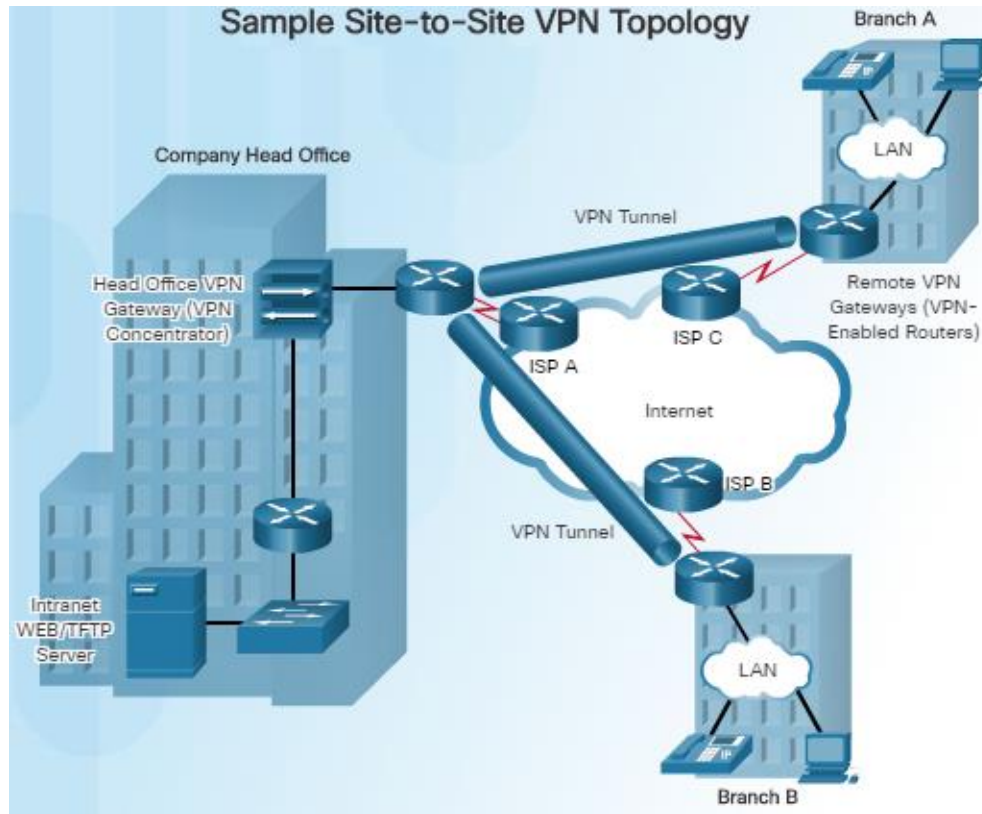 Sample Site-to-Site VPN Topology
Branch A
LAN
Company Head Office
VPN Tunnel
Head Office VPN
Gateway (VPN
Concentrator)
Remote VPN
Gateways (VPN-
Enabled Routers)
ISP C
ISP A
Internet
ISP B
VPN Tunnel
Intranet
WEB/TFTP
Server
LAN
IP
Branch B